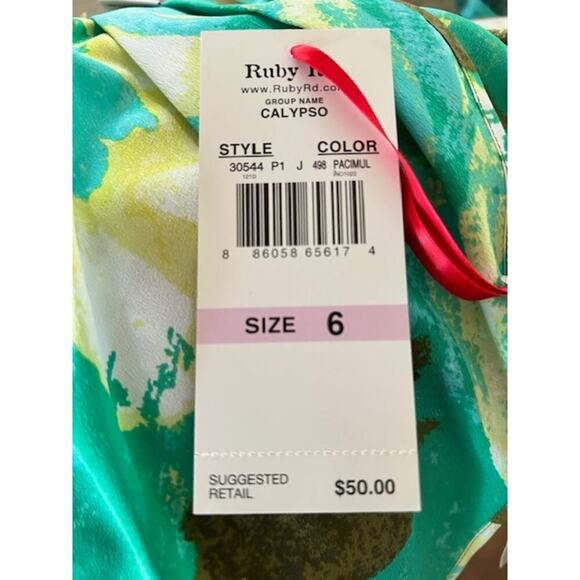 Ruby
www.RubyRd.com
GROUP NAME
CALYPSO
STYLE COLOR
30544 P1 J 498 PACIMUL
1210
8 86058 65617 4
SIZE 6
SUGGESTED
RETAIL
$50.00